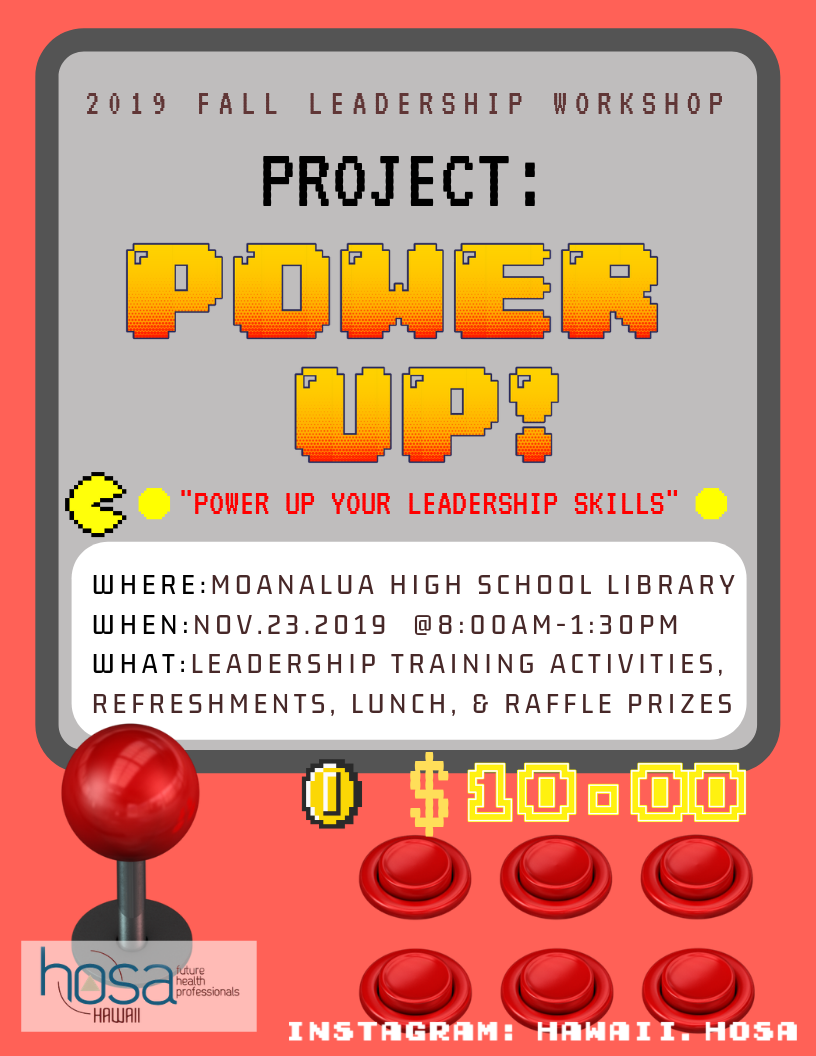 2019 FALL LEADERSHIP WORKSHOP
PROJECT:
POWER
UP!
"POWER UP YOUR LEADERSHIP SKILLS"
WHERE:MOANALUA HIGH SCHOOL LIBRARY
WHEN:NOV.23.2019 @8:00AM-1:30PM
WHAT:LEADERSHIP TRAINING ACTIVITIES,
REFRESHMENTS, LUNCH, & RAFFLE PRIZES
$10.00
hosa future
health
professionals
HAWAII
INSTAGRAM: HAWAII.HOSA